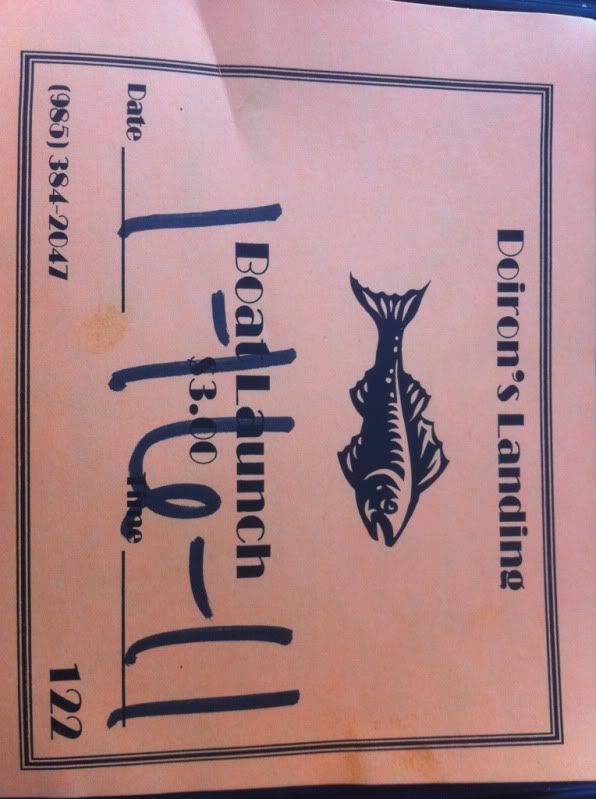 Doiron's Landing
Boat Launch
$3.00
1-16-11
Date Time
(985) 384-2047 122